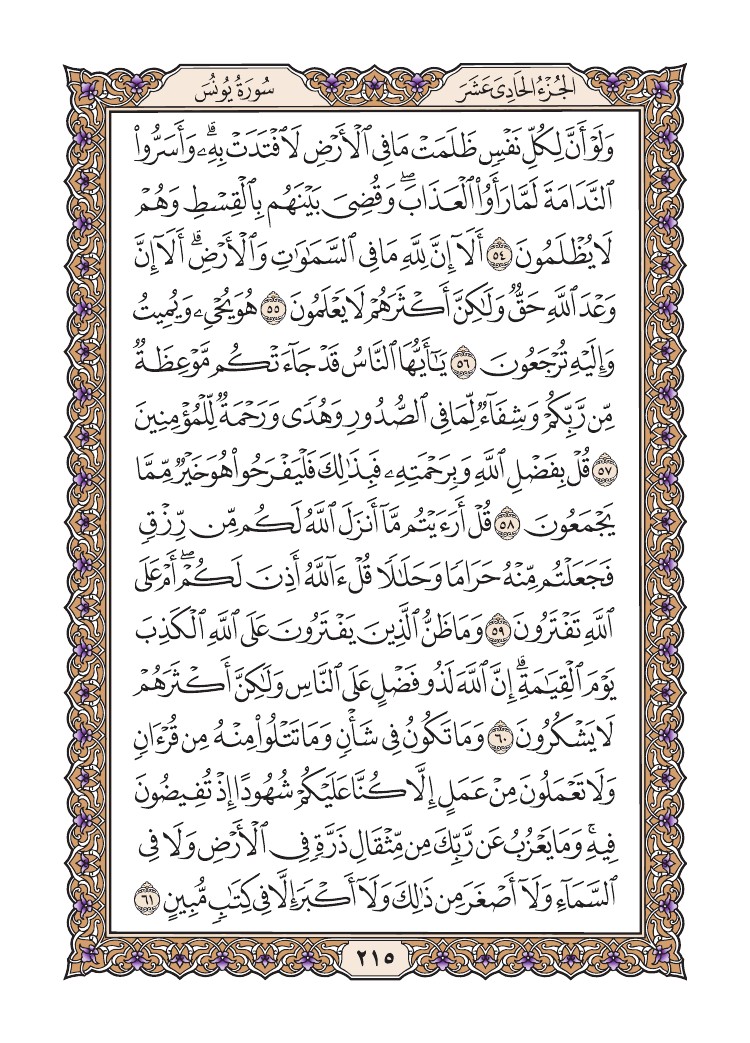 الجُزْءُ الحَادِىَ عَشَرَ
سُورَةُ يُونُسَ
وَلَوْ أَنَّ لِكُلِّ نَفْسٍ ظَلَمَتْ مَا فِى ٱلْأَرْضِ لَٱفْتَدَتْ بِهِۦۗ وَأَسَرُّوا۟
ٱلنَّدَامَةَ لَمَّا رَأَوُا۟ ٱلْعَذَابَۖ وَقُضِىَ بَيْنَهُم بِٱلْقِسْطِ وَهُمْ
لَا يُظْلَمُونَ ٥٤ أَلَآ إِنَّ لِلَّهِ مَا فِى ٱلسَّمَٰوَٰتِ وَٱلْأَرْضِۗ أَلَآ إِنَّ
وَعْدَ ٱللَّهِ حَقٌّ وَلَٰكِنَّ أَكْثَرَهُمْ لَا يَعْلَمُونَ ٥٥ هُوَ يُحْىِۦ وَيُمِيتُ
وَإِلَيْهِ تُرْجَعُونَ ٥٦ يَٰٓأَيُّهَا ٱلنَّاسُ قَدْ جَآءَتْكُم مَّوْعِظَةٌ
مِّن رَّبِّكُمْ وَشِفَآءٌ لِّمَا فِى ٱلصُّدُورِ وَهُدًى وَرَحْمَةٌ لِّلْمُؤْمِنِينَ
٥٧ قُلْ بِفَضْلِ ٱللَّهِ وَبِرَحْمَتِهِۦ فَبِذَٰلِكَ فَلْيَفْرَحُوا۟ هُوَ خَيْرٌ مِّمَّا
يَجْمَعُونَ ٥٨ قُلْ أَرَءَيْتُم مَّآ أَنزَلَ ٱللَّهُ لَكُم مِّن رِّزْقٍ
فَجَعَلْتُم مِّنْهُ حَرَامًا وَحَلَٰلًا قُلْ ءَآللَّهُ أَذِنَ لَكُمْۖ أَمْ عَلَى
ٱللَّهِ تَفْتَرُونَ ٥٩ وَمَا ظَنُّ ٱلَّذِينَ يَفْتَرُونَ عَلَى ٱللَّهِ ٱلْكَذِبَ
يَوْمَ ٱلْقِيَٰمَةِۗ إِنَّ ٱللَّهَ لَذُو فَضْلٍ عَلَى ٱلنَّاسِ وَلَٰكِنَّ أَكْثَرَهُمْ
لَا يَشْكُرُونَ ٦٠ وَمَا تَكُونُ فِى شَأْنٍ وَمَا تَتْلُوا۟ مِنْهُ مِن قُرْءَانٍ
وَلَا تَعْمَلُونَ مِنْ عَمَلٍ إِلَّا كُنَّا عَلَيْكُمْ شُهُودًا إِذْ تُفِيضُونَ
فِيهِۚ وَمَا يَعْزُبُ عَن رَّبِّكَ مِن مِّثْقَالِ ذَرَّةٍ فِى ٱلْأَرْضِ وَلَا فِى
ٱلسَّمَآءِ وَلَآ أَصْغَرَ مِن ذَٰلِكَ وَلَآ أَكْبَرَ إِلَّا فِى كِتَٰبٍ مُّبِينٍ ٦١
٢١٥